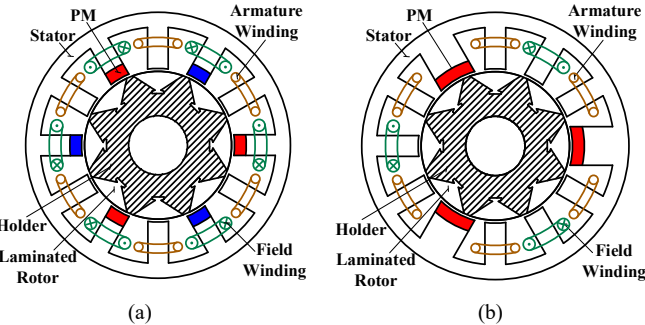 PM
Armature
Winding
Stator
Holder
Laminated
Rotor
Field
Winding
(a)
PM
Armature
Winding
Stator
Holder
Laminated
Rotor
Field
Winding
(b)